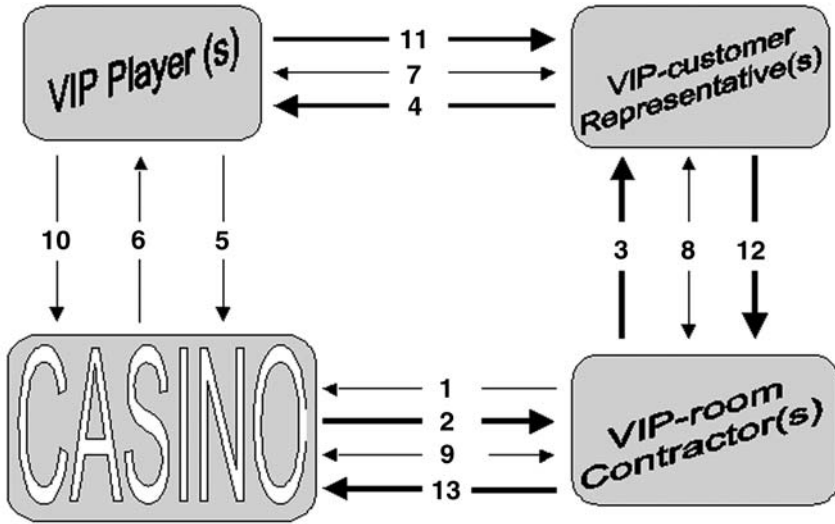 VIP Player (s)
11
7
4
VIP-customer
Representative(s)
10
6
5
3
8
12
CASINO
1
2
9
13
VIP-room
Contractor(s)